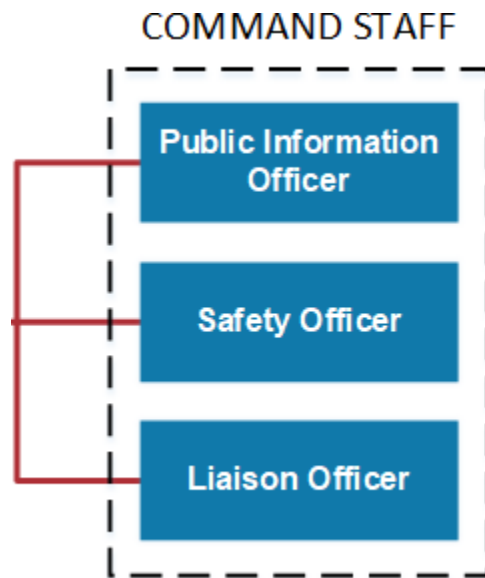 COMMAND STAFF
Public Information
Officer
Safety Officer
Liaison Officer